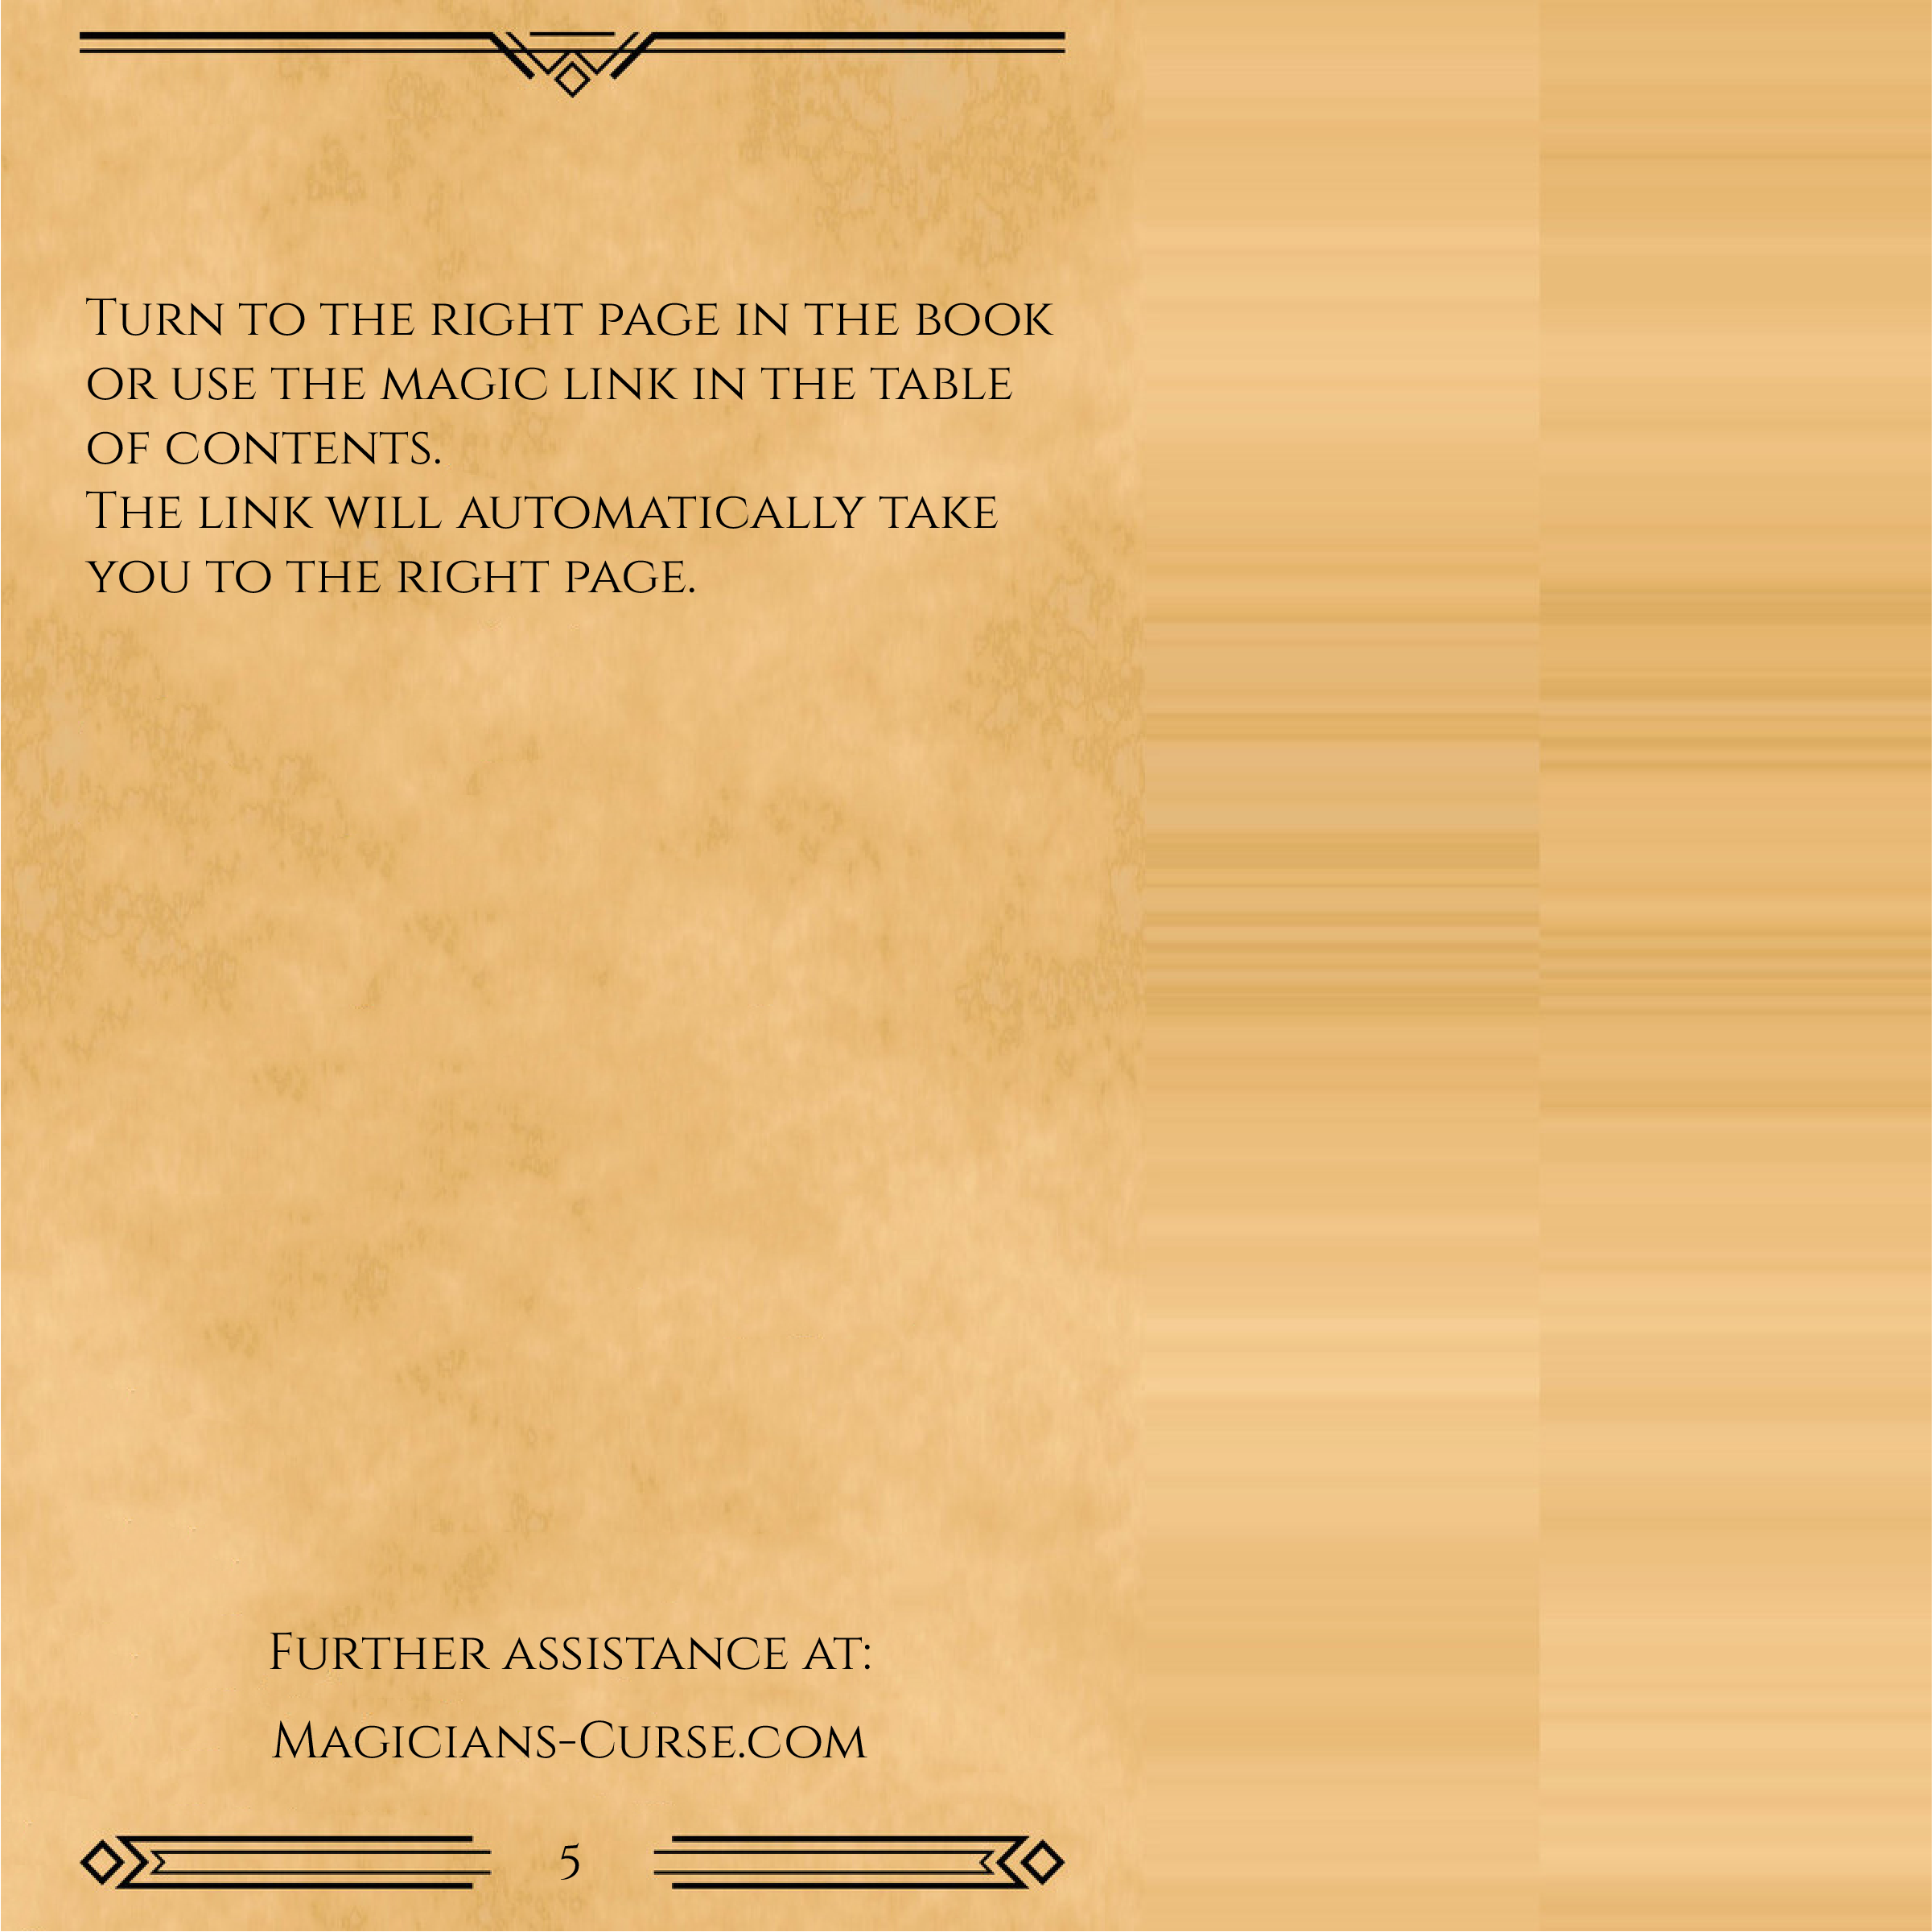 Turn to the right page in the book
or use the magic link in the table
of contents.
The link will automatically take
you to the right page.
Further assistance at:
Magicians-Curse.com
5